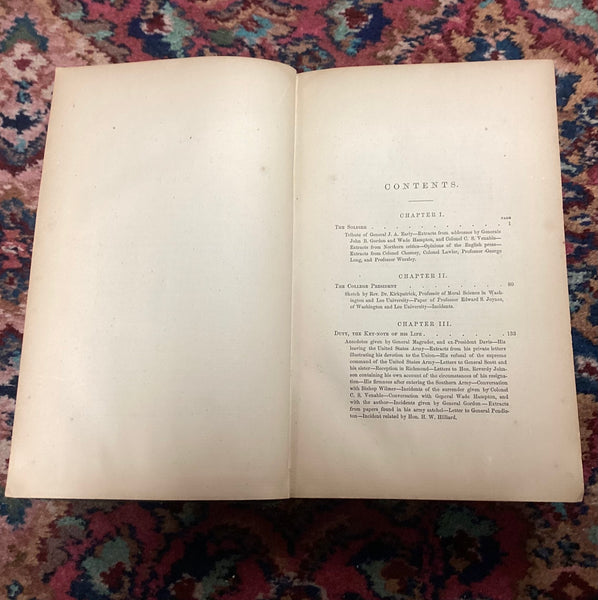 CONTENTS.
CHAPTER I.
PAGE
The Soldier . . . . . . . . . . . 1
Tribute of General J. A. Early—Extracts from addresses by Generals
John B. Gordon and Wade Hampton, and Colonel C. S. Venable—
Extracts from Northern critics—Opinions of the English press—
Extracts from Colonel Chesney, Colonel Lawler, Professor George
Long, and Professor Worsley.
CHAPTER II.
The College President . . . . . . . . 80
Sketch by Rev. Dr. Kirkpatrick, Professor of Moral Science in Wash-
ington and Lee University—Paper of Professor Edward S. Joynes,
of Washington and Lee University—Incidents.
CHAPTER III.
Duty, the Key-note of his Life . . . . . . . 133
Anecdotes given by General Magruder, and ex-President Davis—His
leaving the United States Army—Extracts from his private letters
illustrating his devotion to the Union—His refusal of the supreme
command of the United States Army—Letters to General Scott and
his sister—Reception in Richmond—Letters to Hon. Reverdy John-
son containing his own account of the circumstances of his resigna-
tion—His firmness after entering the Southern Army—Conversation
with Bishop Wilmer—Incidents of the surrender given by Colonel
C. S. Venable—Conversation with General Wade Hampton, and
with the author—Incidents given by General Gordon—Extracts
from papers found in his army satchel—Letter to General Pendle-
ton—Incident related by Hon. H. W. Hilliard.